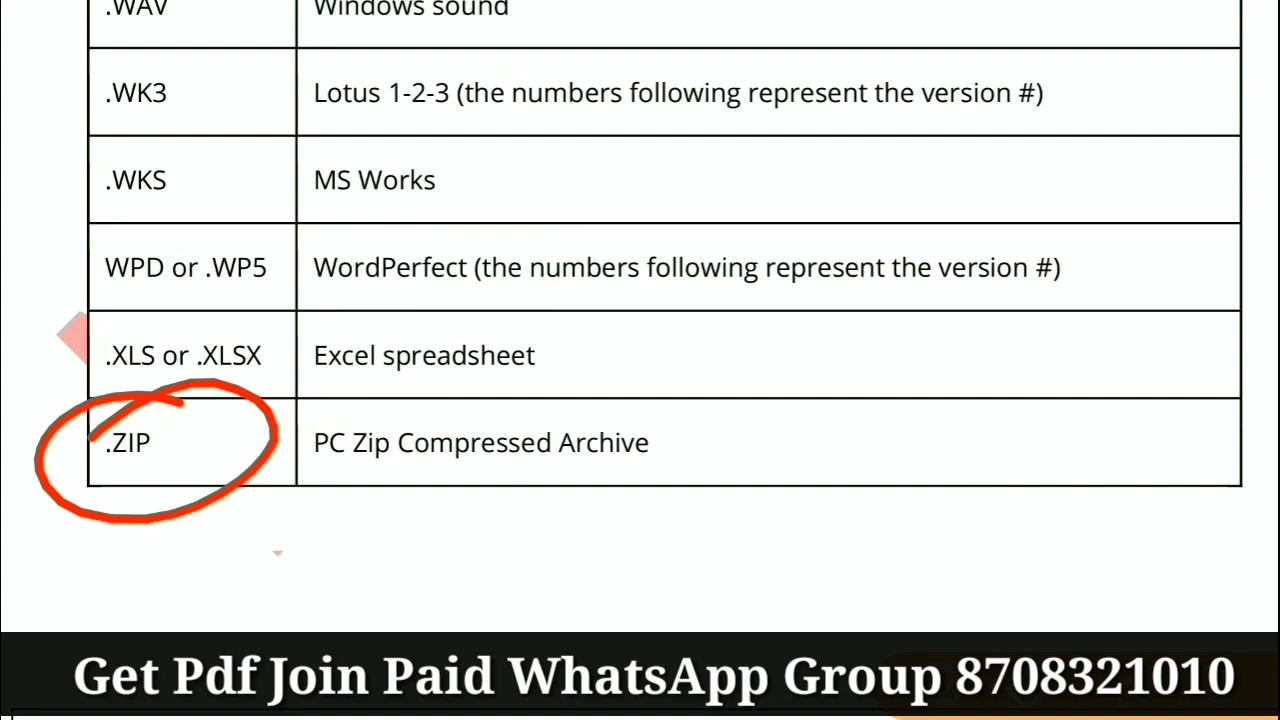 .WAV Windows sound
.WK3 Lotus 1-2-3 (the numbers following represent the version #)
.WKS MS Works
WPD or .WP5 WordPerfect (the numbers following represent the version #)
.XLS or .XLSX Excel spreadsheet
.ZIP PC Zip Compressed Archive
Get Pdf Join Paid WhatsApp Group 8708321010